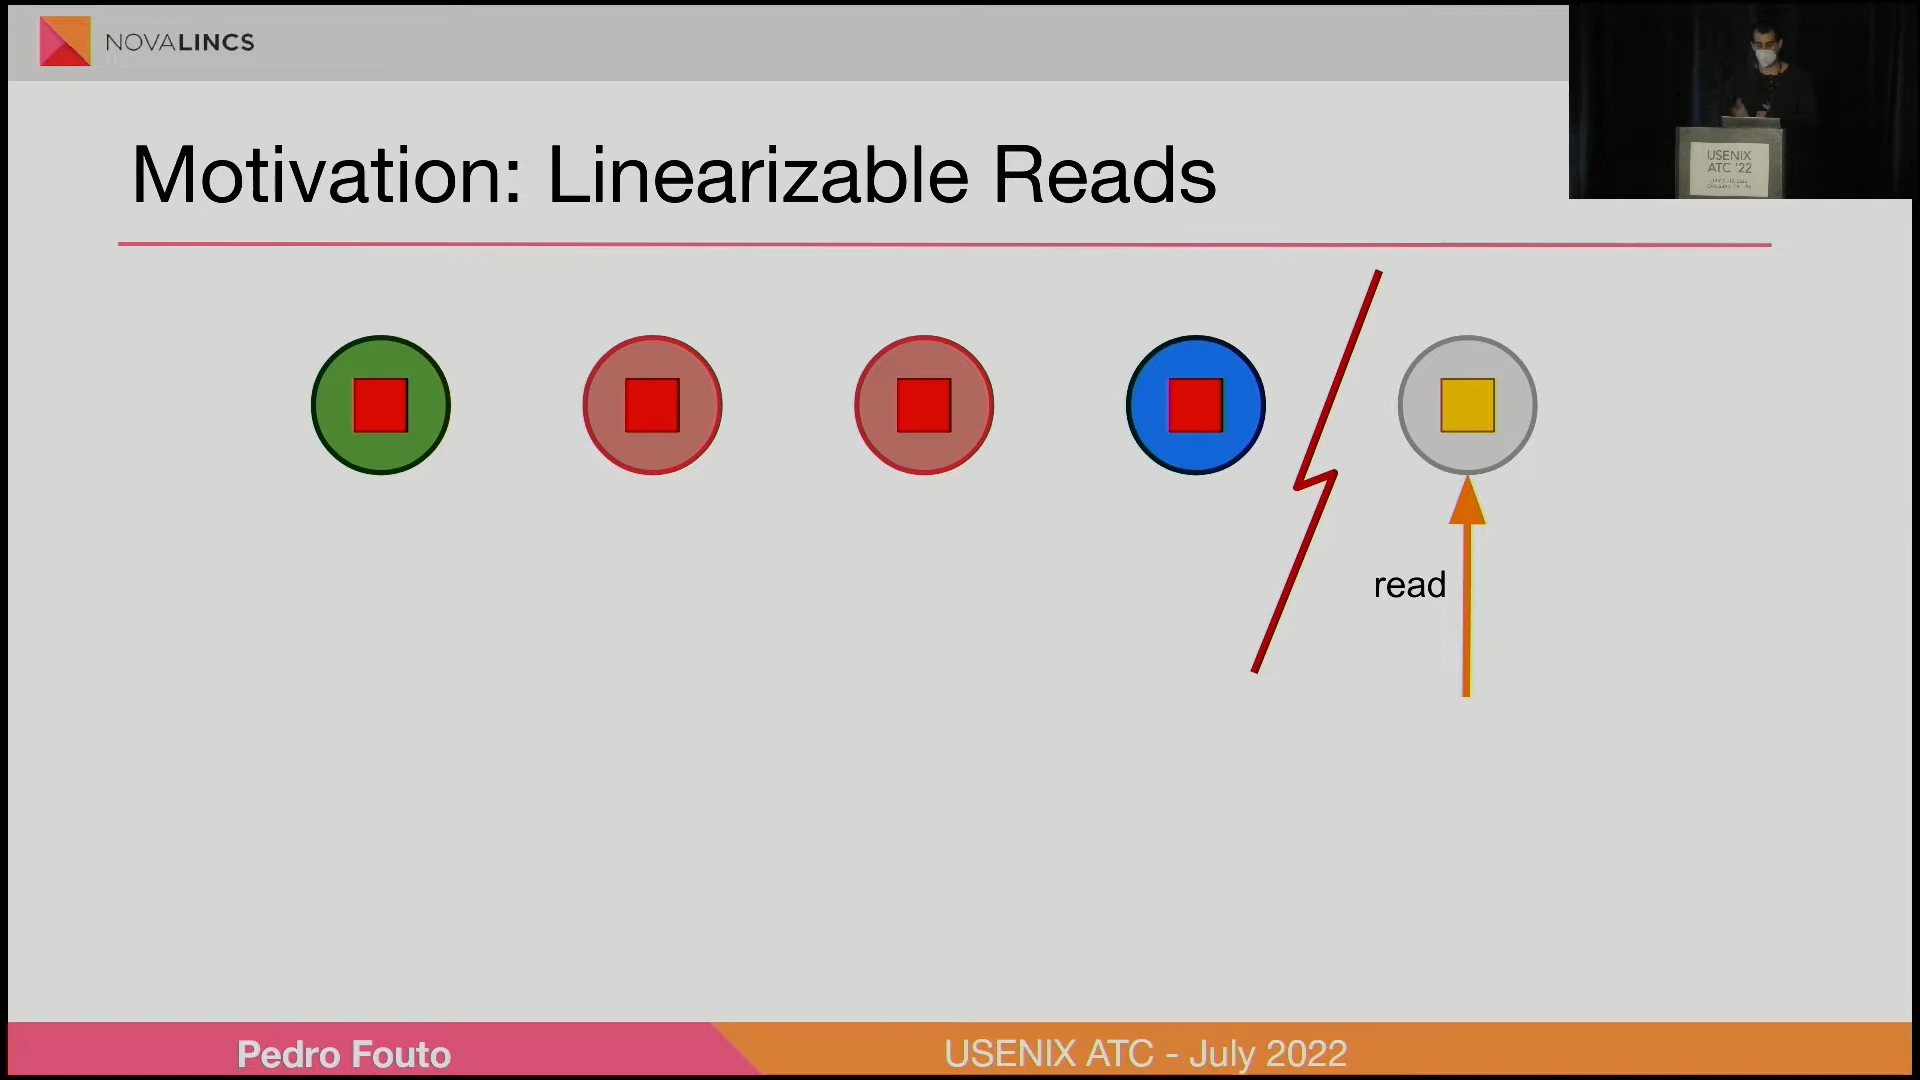 NOVALINCS
USENIX
ATC '22
Motivation: Linearizable Reads
read
Pedro Fouto
USENIX ATC - July 2022